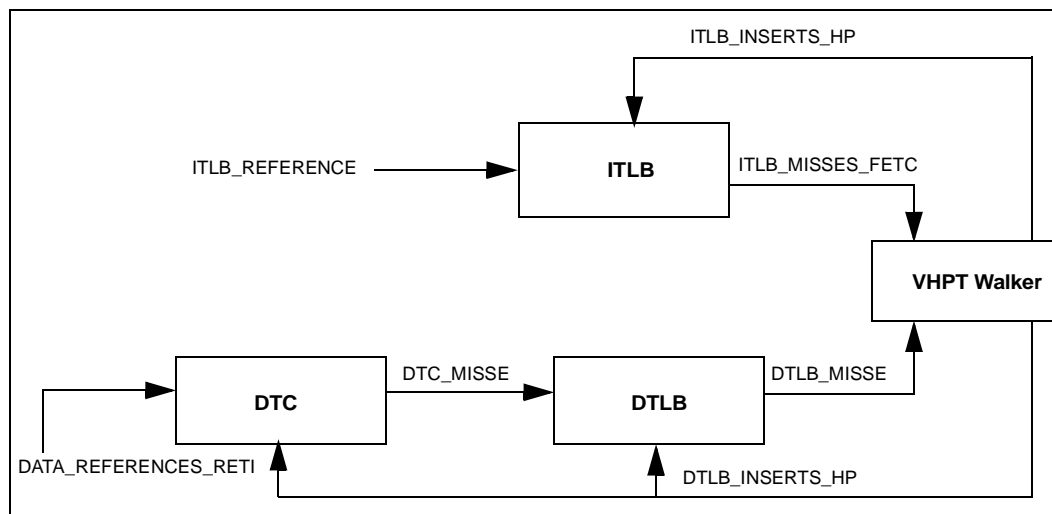 ITLB_INSERTS_HP
ITLB_REFERENCE
ITLB
ITLB_MISSES_FETC
VHPT Walker
DTC_MISSE
DTLB_MISSE
DTC
DTLB
DATA_REFERENCES_RETI
DTLB_INSERTS_HP